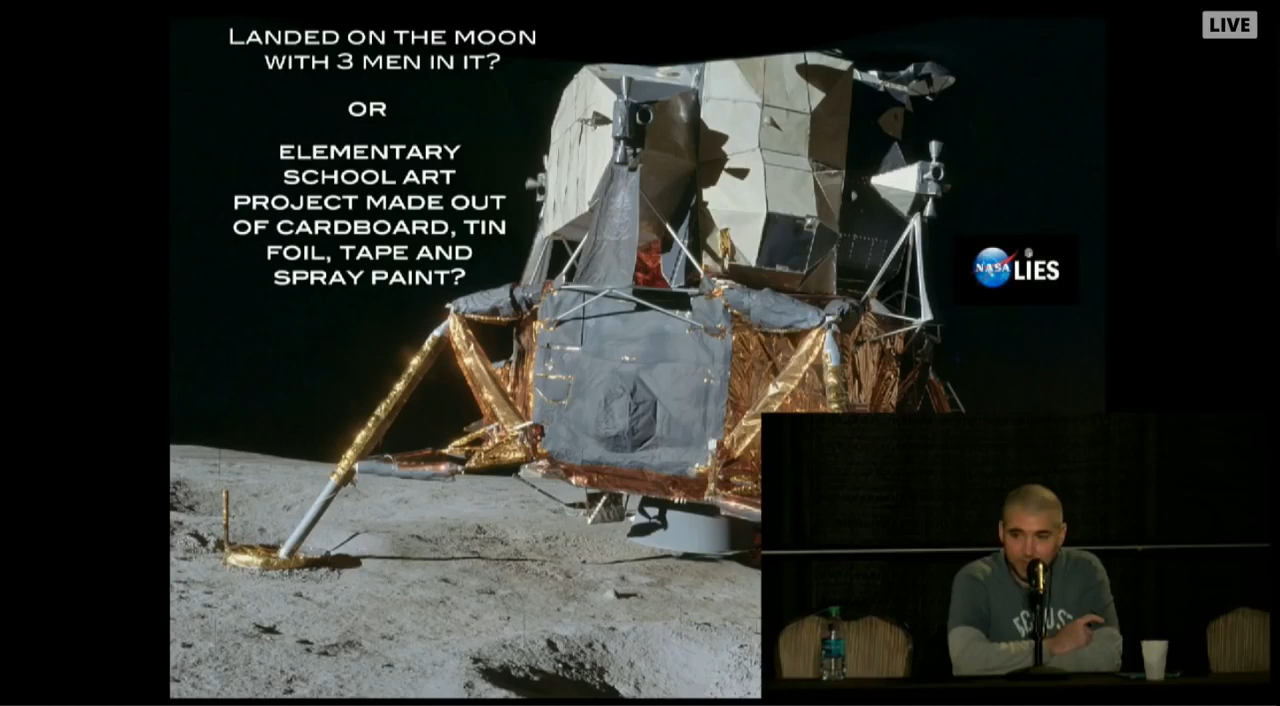 LIVE
LANDED ON THE MOON
WITH 3 MEN IN IT?
OR
ELEMENTARY
SCHOOL ART
PROJECT MADE OUT
OF CARDBOARD, TIN
FOIL, TAPE AND
SPRAY PAINT?
NASA LIES